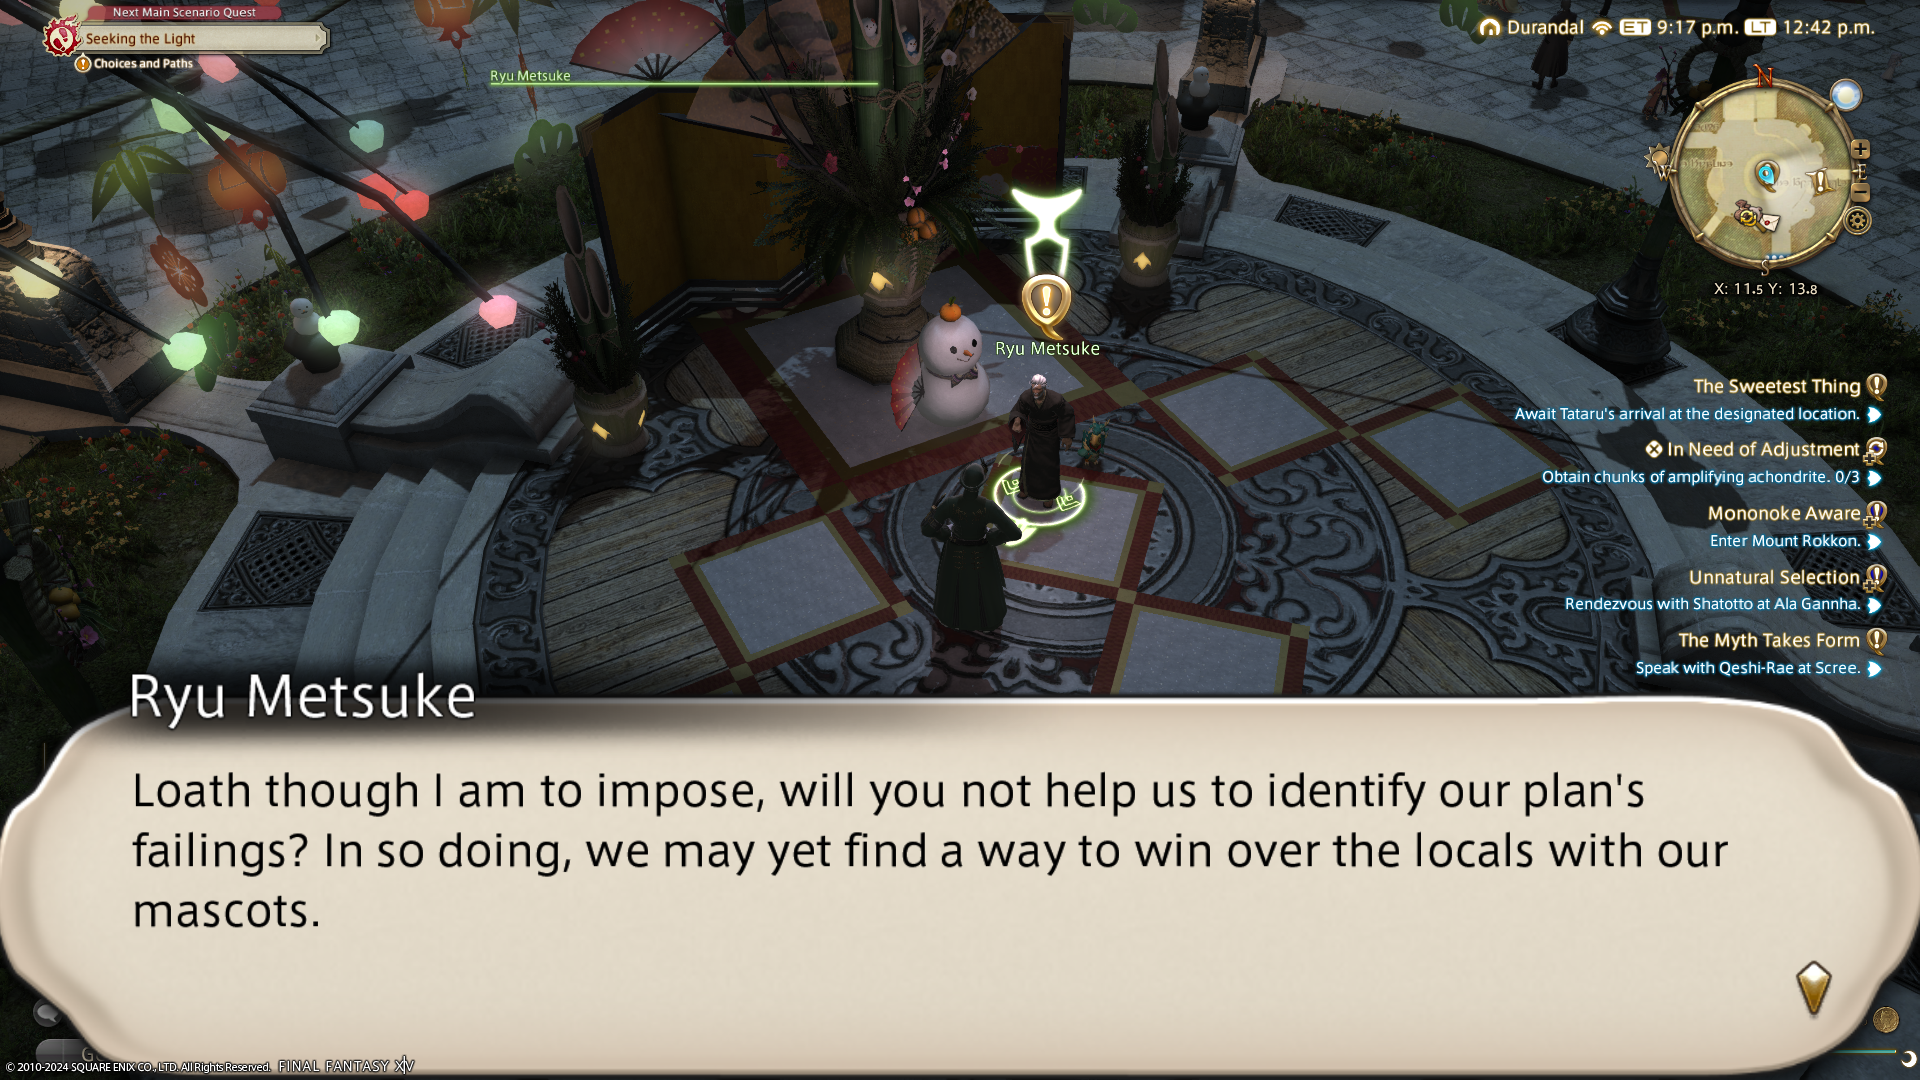 Next Main Scenario Quest
Seeking the Light
Choices and Paths
Ryu Metsuke
Durandal ET 9:17 p.m. LT 12:42 p.m.
N
E
W
S
X: 11.5 Y: 13.8
Ryu Metsuke
The Sweetest Thing
Await Tataru's arrival at the designated location.
In Need of Adjustment
Obtain chunks of amplifying achondrite. 0/3
Mononoke Aware
Enter Mount Rokkon.
Unnatural Selection
Rendezvous with Shatotto at Ala Gannha.
The Myth Takes Form
Speak with Qeshi-Rae at Scree.
Ryu Metsuke
Loath though I am to impose, will you not help us to identify our plan's
failings? In so doing, we may yet find a way to win over the locals with our
mascots.
© 2010-2024 SQUARE ENIX CO., LTD. All Rights Reserved. FINAL FANTASY XIV